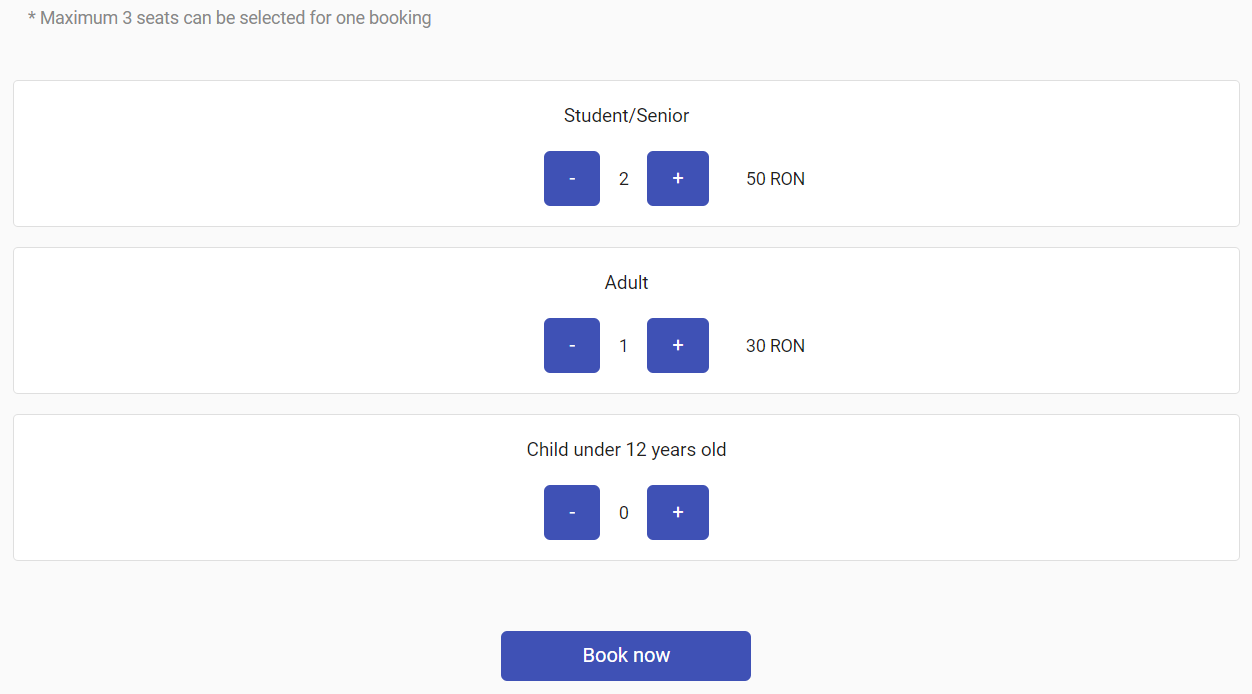 * Maximum 3 seats can be selected for one booking
Student/Senior
- 2 + 50 RON
Adult
- 1 + 30 RON
Child under 12 years old
- 0 +
Book now